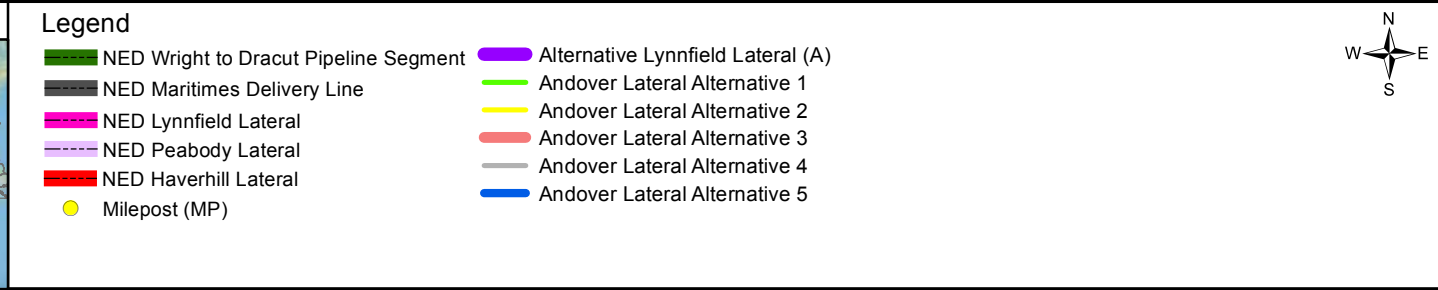 Legend
NED Wright to Dracut Pipeline Segment
NED Maritimes Delivery Line
NED Lynnfield Lateral
NED Peabody Lateral
NED Haverhill Lateral
Milepost (MP)
Alternative Lynnfield Lateral (A)
Andover Lateral Alternative 1
Andover Lateral Alternative 2
Andover Lateral Alternative 3
Andover Lateral Alternative 4
Andover Lateral Alternative 5
N
W E
S